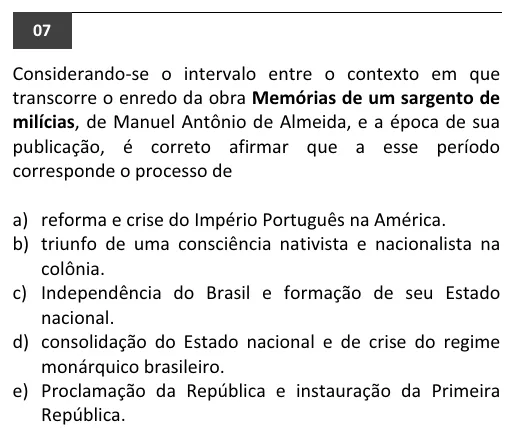 07
Considerando-se o intervalo entre o contexto em que
transcorre o enredo da obra Memórias de um sargento de
milícias, de Manuel Antônio de Almeida, e a época de sua
publicação, é correto afirmar que a esse período
corresponde o processo de
a) reforma e crise do Império Português na América.
b) triunfo de uma consciência nativista e nacionalista na
colônia.
c) Independência do Brasil e formação de seu Estado
nacional.
d) consolidação do Estado nacional e de crise do regime
monárquico brasileiro.
e) Proclamação da República e instauração da Primeira
República.